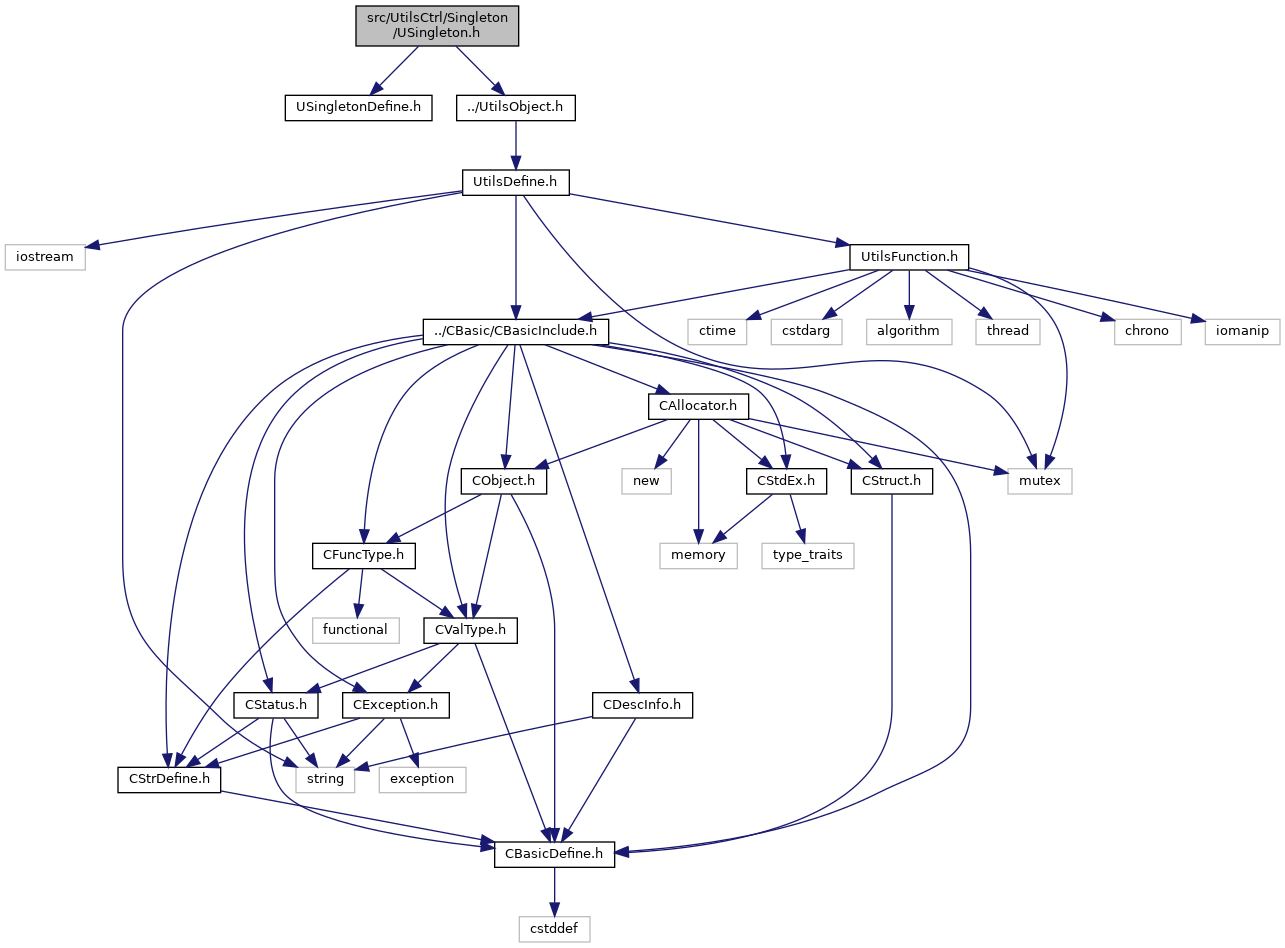 src/UtilsCtrl/Singleton
/USingleton.h
USingletonDefine.h
../UtilsObject.h
UtilsDefine.h
iostream
UtilsFunction.h
../CBasic/CBasicInclude.h
ctime
cstdarg
algorithm
thread
chrono
iomanip
CAllocator.h
CObject.h
new
CStdEx.h
CStruct.h
mutex
CFuncType.h
memory
type_traits
functional
CValType.h
CStatus.h
CException.h
CDescInfo.h
CStrDefine.h
string
exception
CBasicDefine.h
cstddef